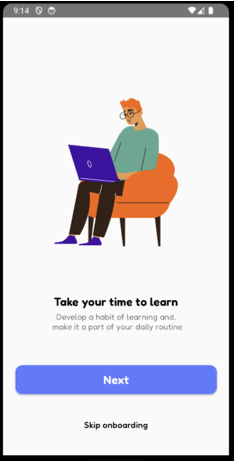 9:14
Take your time to learn
Develop a habit of learning and,
make it a part of your daily routine
Next
Skip onboarding